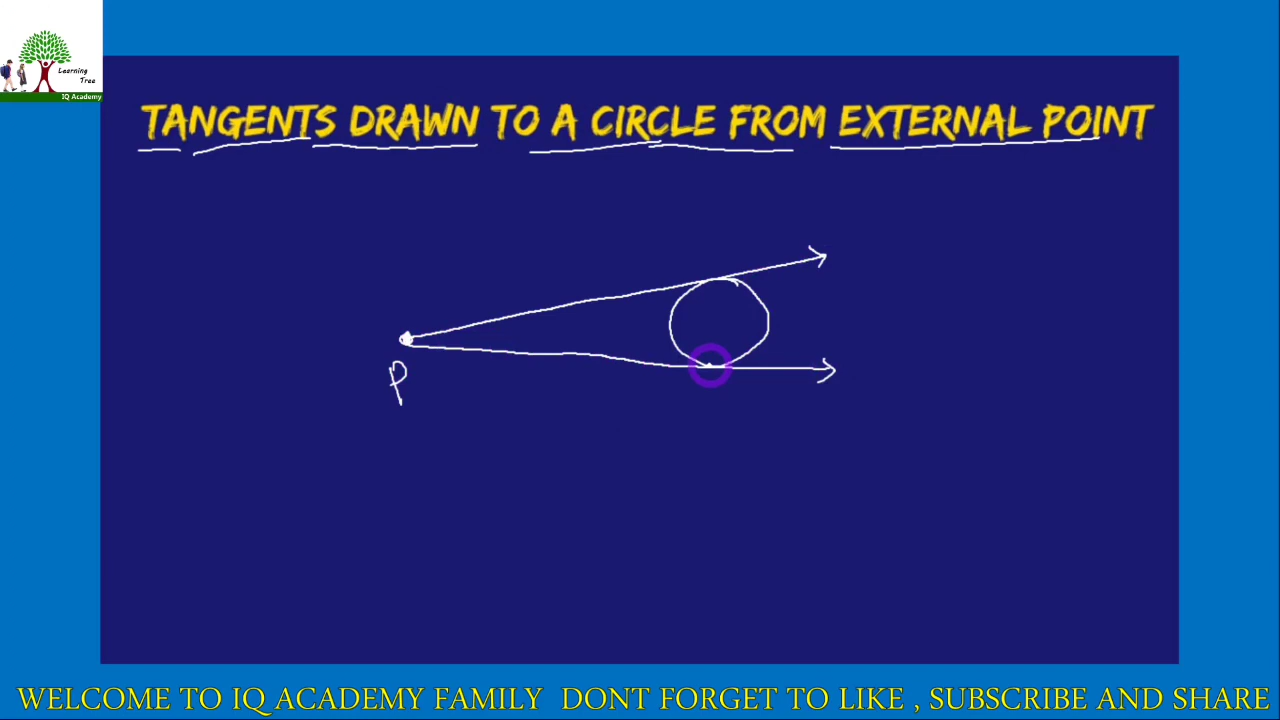 Learning
Tree
IQ Academy
TANGENTS DRAWN TO A CIRCLE FROM EXTERNAL POINT
P
WELCOME TO IQ ACADEMY FAMILY DONT FORGET TO LIKE , SUBSCRIBE AND SHARE